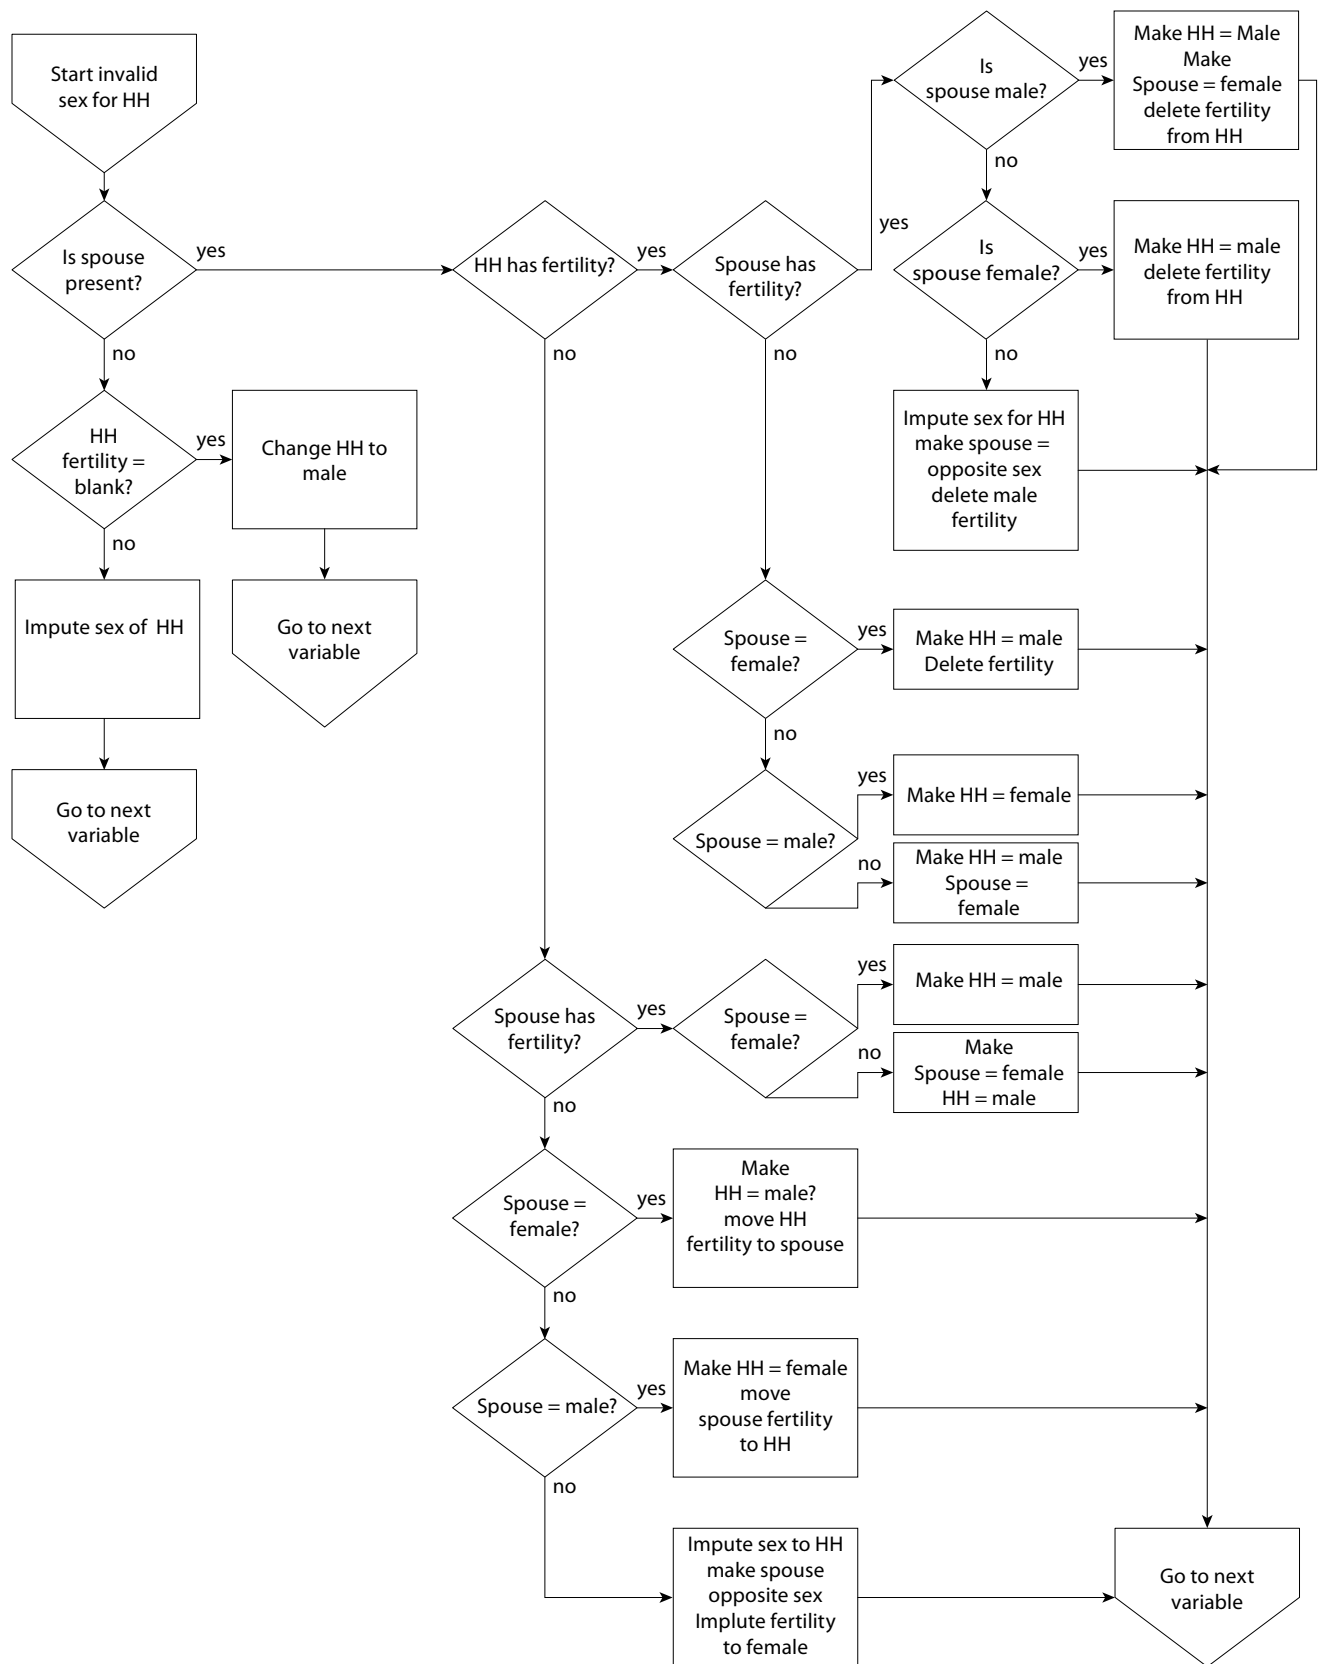 Start invalid
sex for HH
Is spouse
present?
yes
no
HH
fertility =
blank?
yes
Change HH to
male
Go to next
variable
no
Impute sex of HH
Go to next
variable
HH has fertility?
yes
Spouse has
fertility?
yes
Is
spouse male?
yes
Make HH = Male
Make
Spouse = female
delete fertility
from HH
no
Is
spouse female?
yes
Make HH = male
delete fertility
from HH
no
Impute sex for HH
make spouse =
opposite sex
delete male
fertility
no
Spouse =
female?
yes
Make HH = male
Delete fertility
no
Spouse = male?
yes
Make HH = female
no
Make HH = male
Spouse =
female
no
Spouse has
fertility?
yes
Spouse =
female?
yes
Make HH = male
no
Make
Spouse = female
HH = male
no
Spouse =
female?
yes
Make
HH = male?
move HH
fertility to spouse
no
Spouse = male?
yes
Make HH = female
move
spouse fertility
to HH
no
Impute sex to HH
make spouse
opposite sex
Implute fertility
to female
Go to next
variable